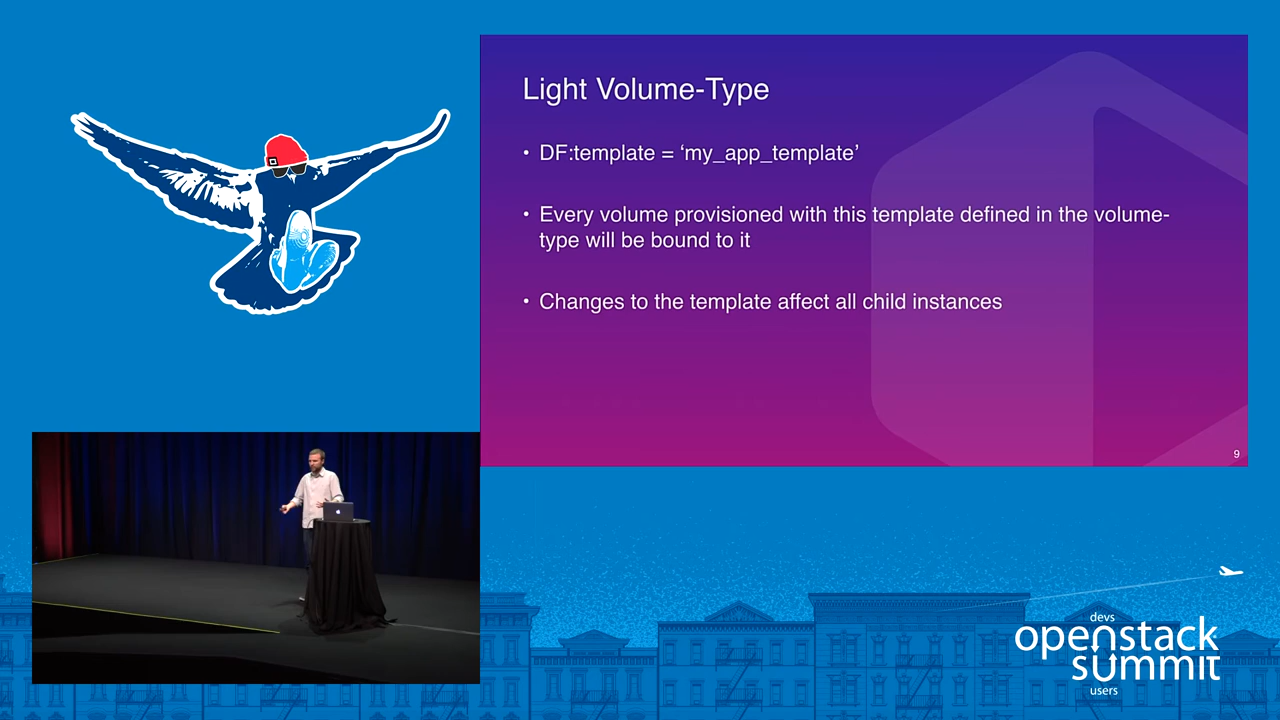 Light Volume-Type
• DF:template = ‘my_app_template’
• Every volume provisioned with this template defined in the volume-
type will be bound to it
• Changes to the template affect all child instances
9
devs
openstack
summit
users